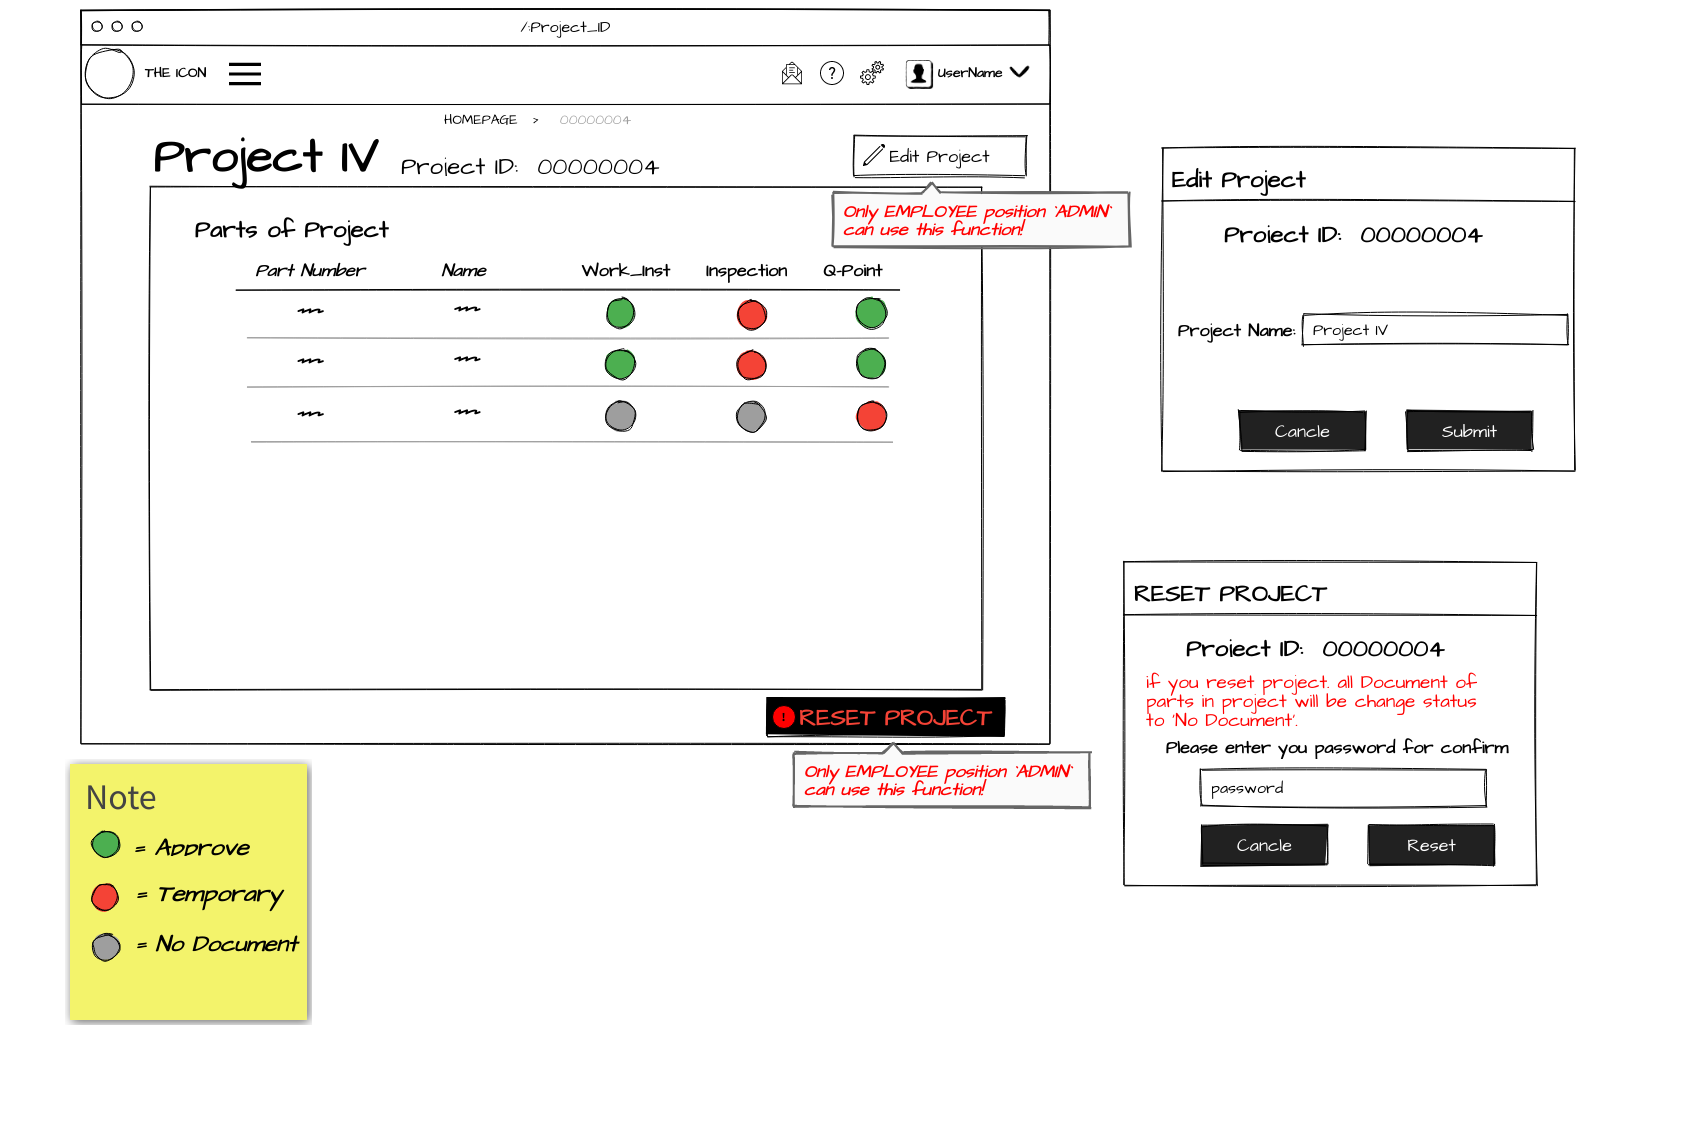 /:Project_ID
THE ICON
? UserName
HOMEPAGE > 00000004
Project IV Project ID: 00000004
Edit Project
Only EMPLOYEE position `ADMIN`
can use this function!
Parts of Project
Part Number Name Work_Inst Inspection Q-Point
! RESET PROJECT
Only EMPLOYEE position `ADMIN`
can use this function!
Note
= Approve
= Temporary
= No Document
Edit Project
Project ID: 00000004
Project Name: Project IV
Cancle Submit
RESET PROJECT
Project ID: 00000004
if you reset project. all Document of
parts in project will be change status
to 'No Document'.
Please enter you password for confirm
password
Cancle Reset